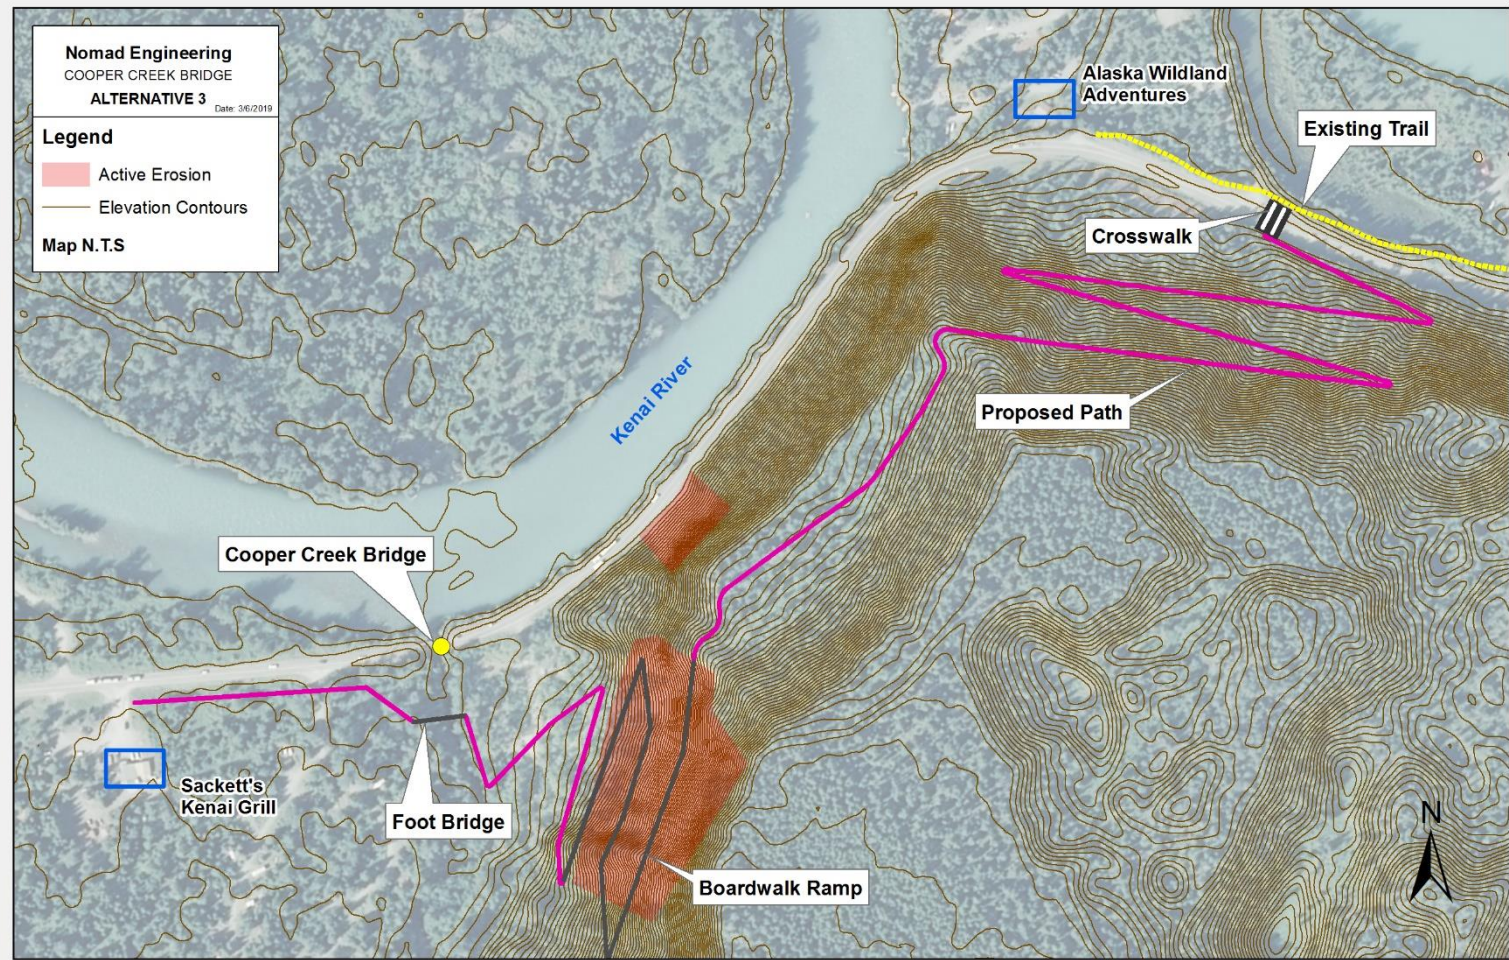 Nomad Engineering
COOPER CREEK BRIDGE
ALTERNATIVE 3
Date: 3/6/2019
Legend
Active Erosion
Elevation Contours
Map N.T.S
Alaska Wildland
Adventures
Existing Trail
Crosswalk
Kenai River
Proposed Path
Cooper Creek Bridge
Sackett's
Kenai Grill
Foot Bridge
Boardwalk Ramp
N